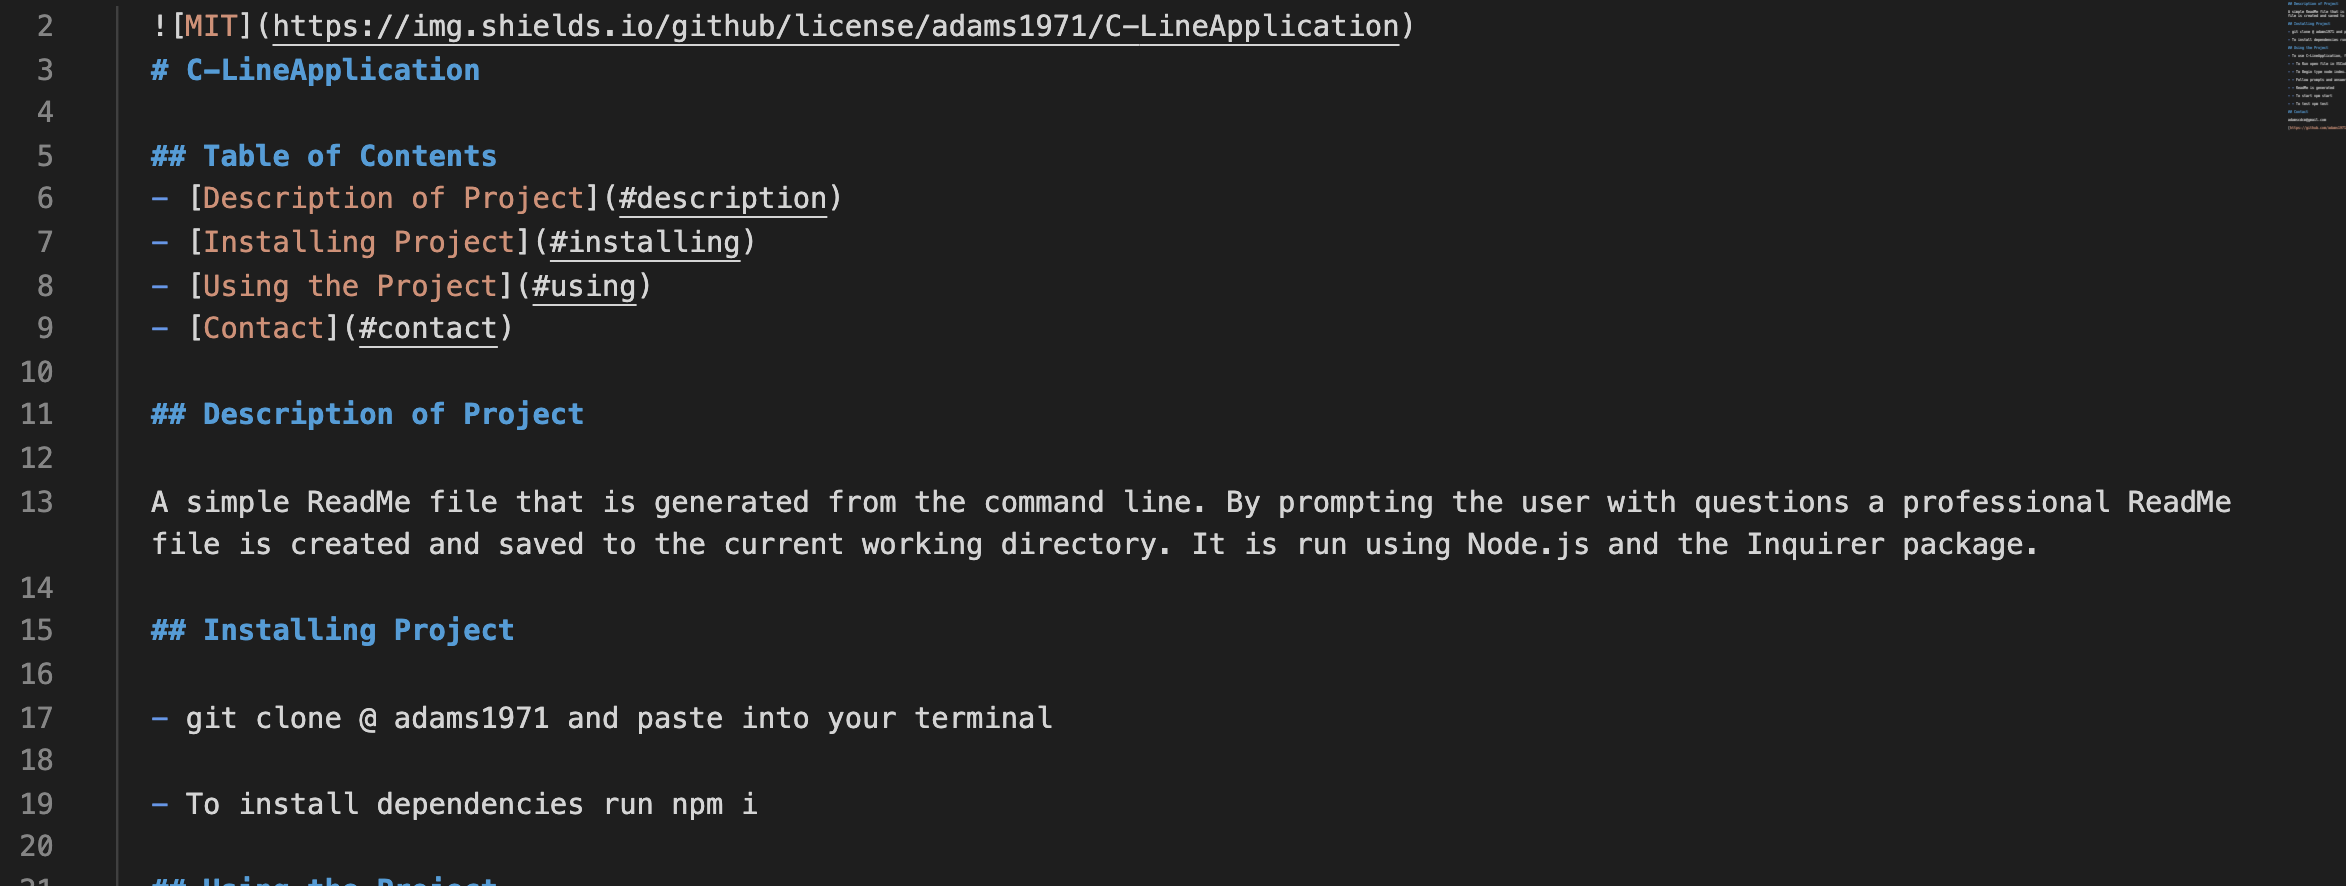 2 ![MIT](https://img.shields.io/github/license/adams1971/C-LineApplication)
3 # C-LineApplication
4
5 ## Table of Contents
6 - [Description of Project](#description)
7 - [Installing Project](#installing)
8 - [Using the Project](#using)
9 - [Contact](#contact)
10
11 ## Description of Project
12
13 A simple ReadMe file that is generated from the command line. By prompting the user with questions a professional ReadMe
file is created and saved to the current working directory. It is run using Node.js and the Inquirer package.
14
15 ## Installing Project
16
17 - git clone @ adams1971 and paste into your terminal
18
19 - To install dependencies run npm i
20
21 ## Using the Project